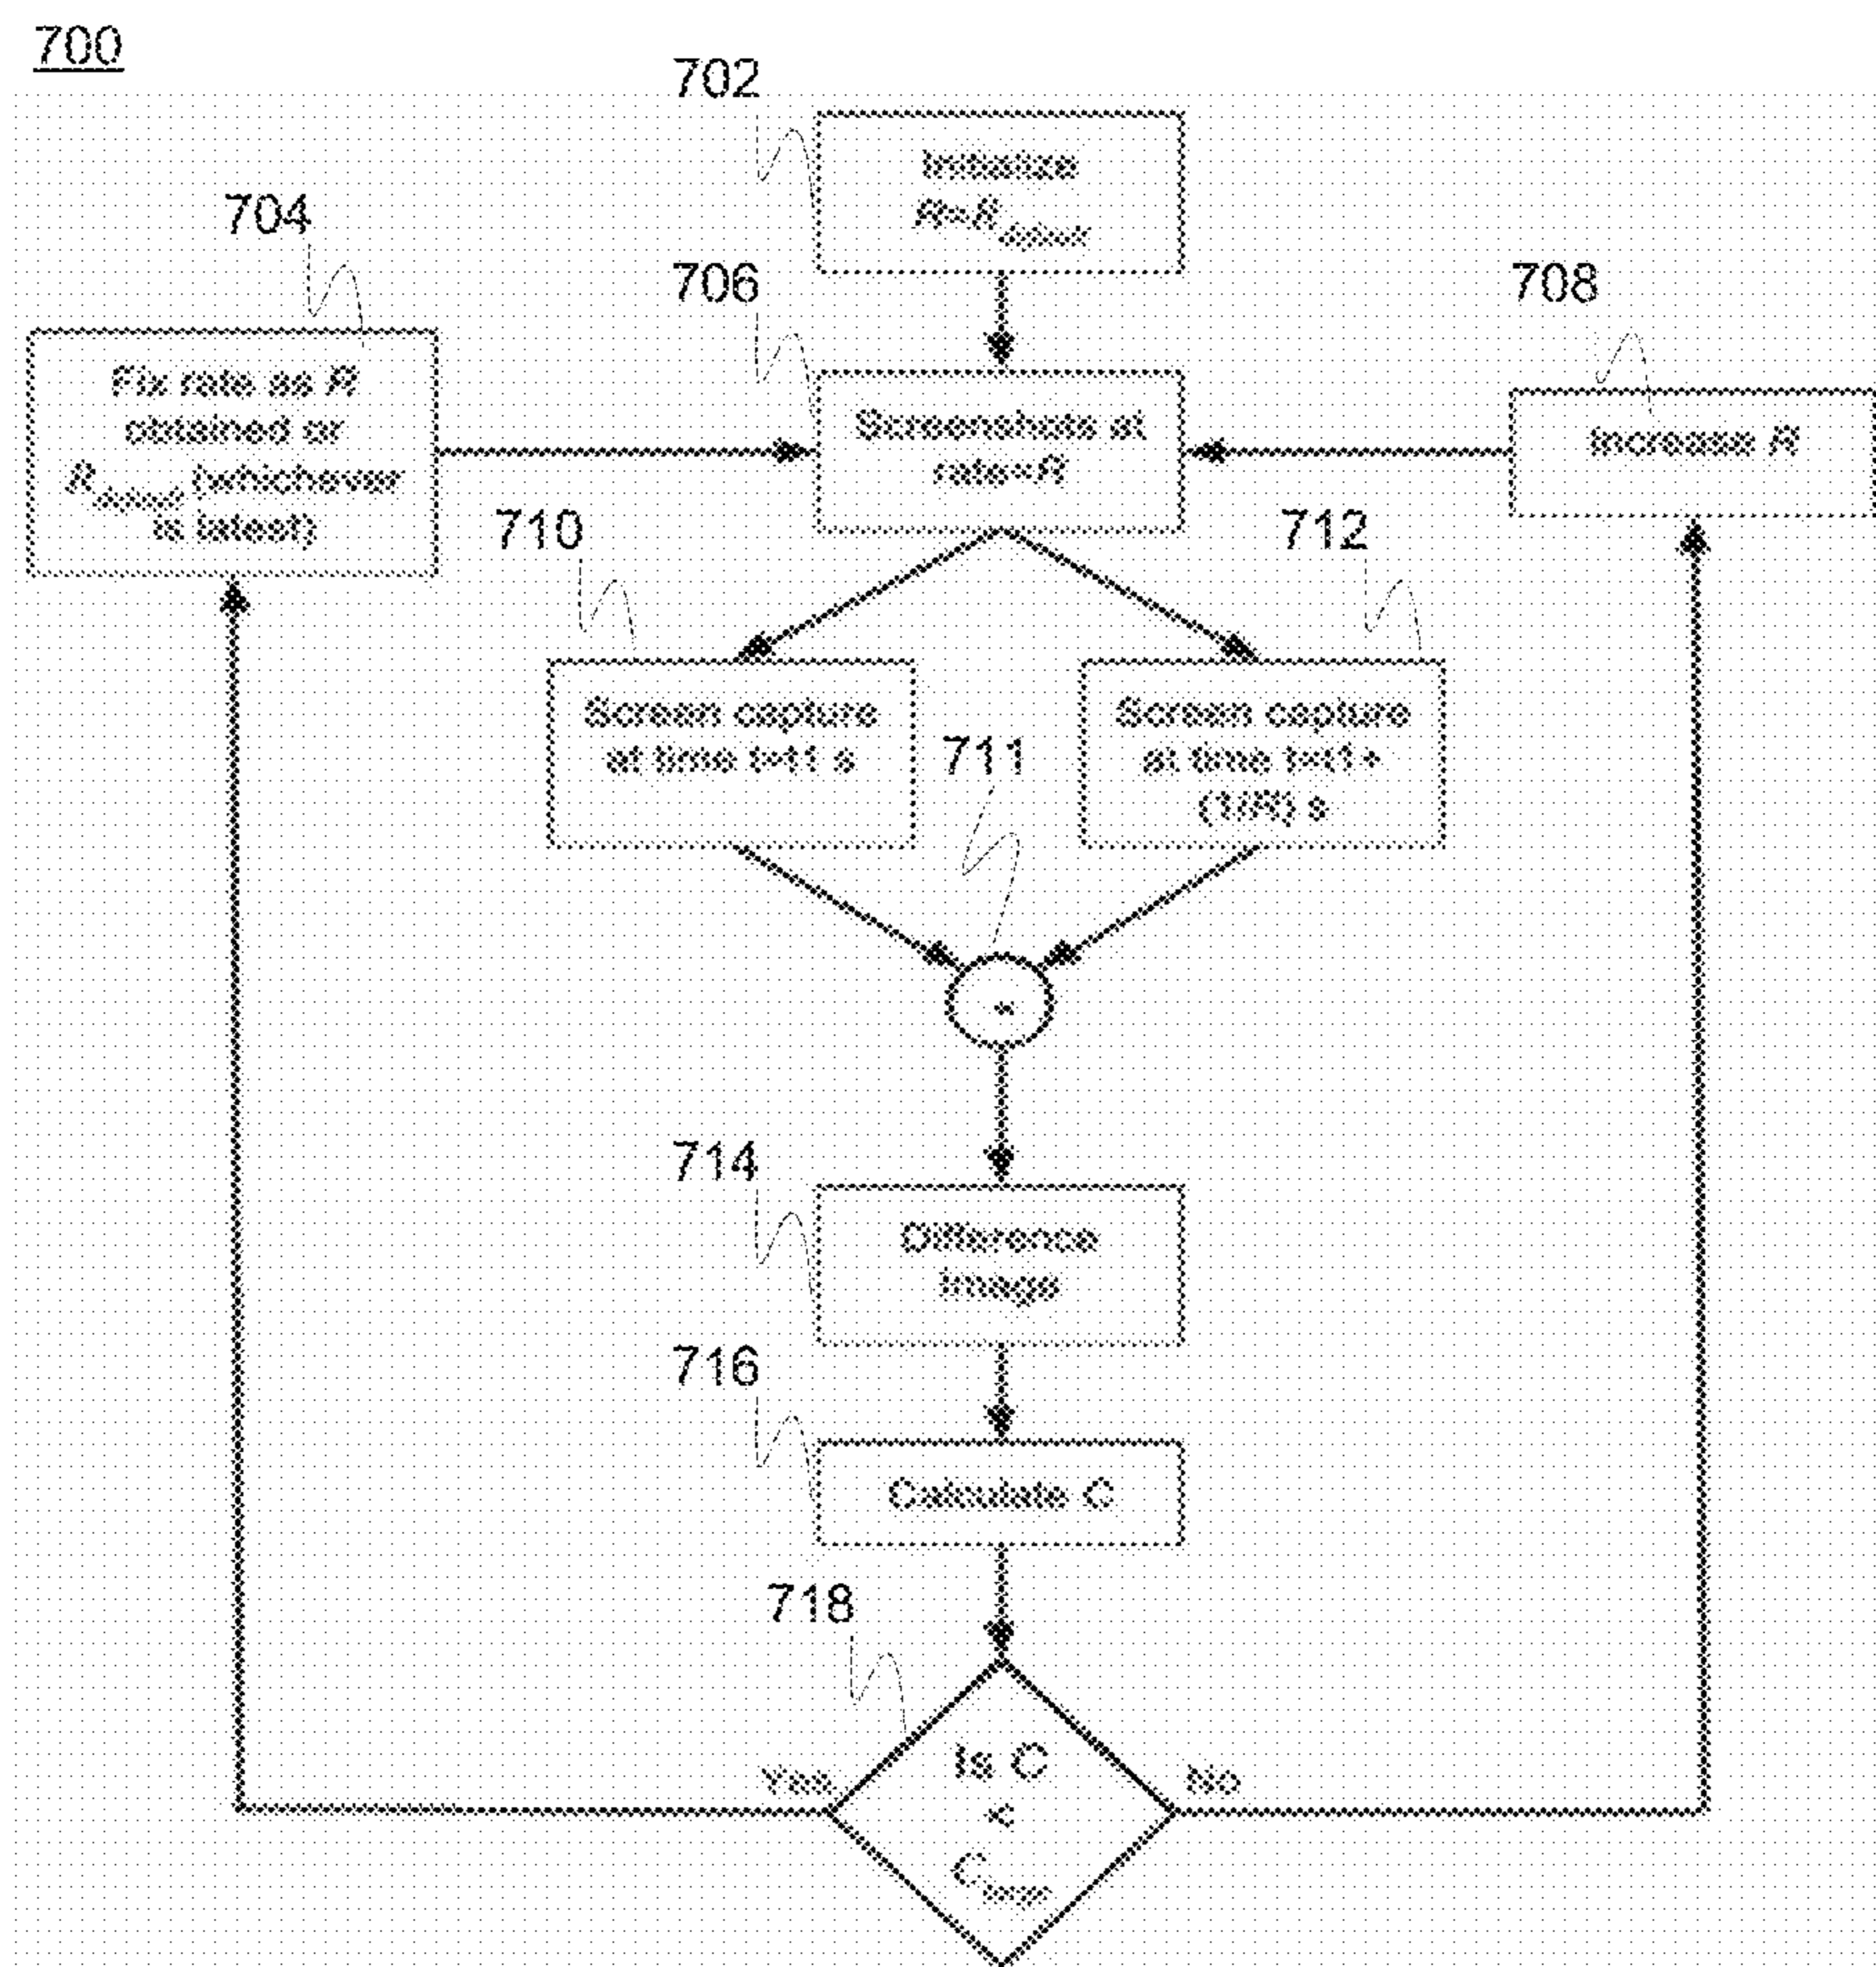 700
702
Initialize
R=R default
704
706
708
Fix rate as R
obtained or
R default (whichever
is latest)
Screenshots at
rate=R
Increase R
710
712
Screen capture
at time t=t1 s
711
Screen capture
at time t=t1+
(1/R) s
-
714
Difference
Image
716
Calculate C
718
Yes
Is C
<
C
No